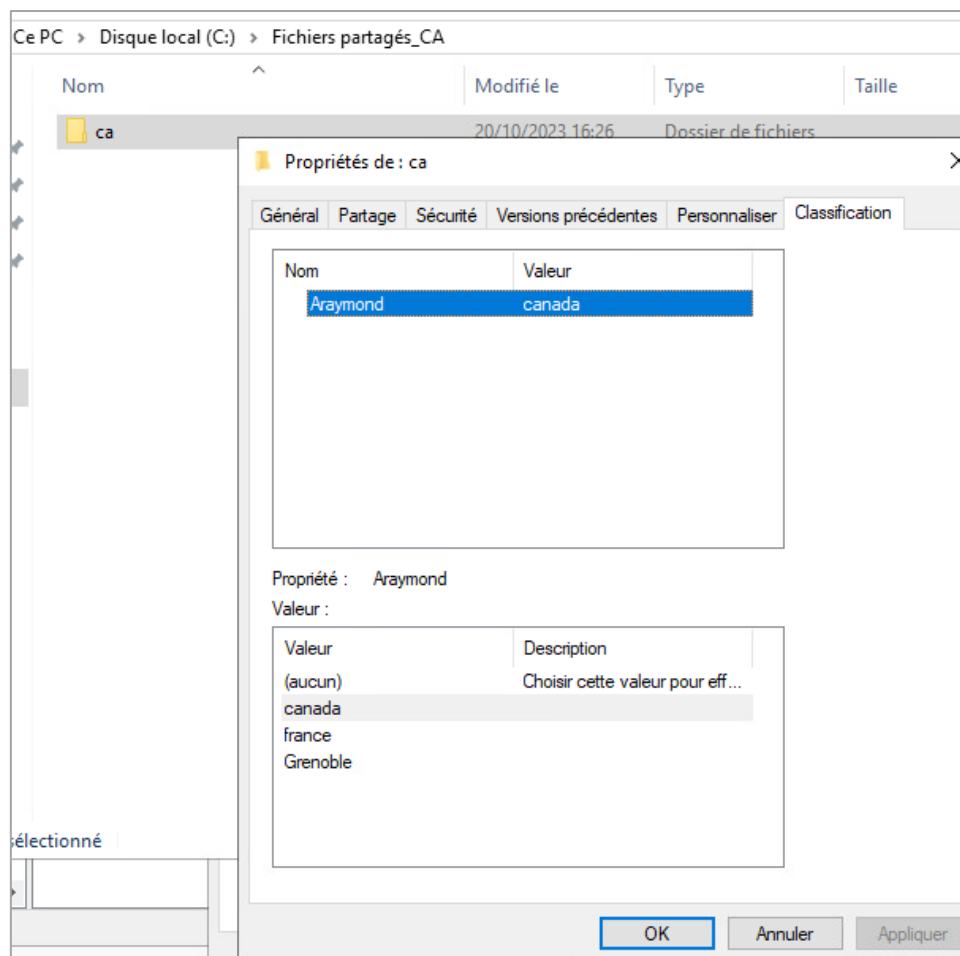 Ce PC > Disque local (C:) > Fichiers partagés_CA
Nom Modifié le Type Taille
ca 20/10/2023 16:26 Dossier de fichiers
Propriétés de : ca
Général Partage Sécurité Versions précédentes Personnaliser Classification
Nom Valeur
Araymond canada
Propriété : Araymond
Valeur :
Valeur Description
(aucun) Choisir cette valeur pour eff...
canada
france
Grenoble
sélectionné
OK Annuler Appliquer